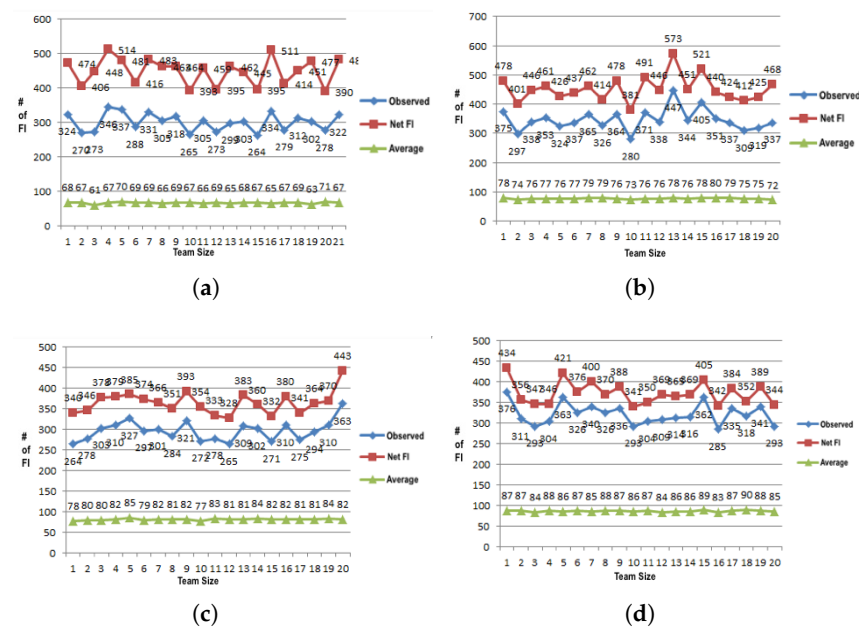 600
500
400
300
200
100
0
#
of
FI
474 406 448 514 481 416 483 463 464 393 459 395 462 445 395 511 414 451 477 390 48
324 270 273 346 337 288 331 305 318 265 305 273 299 303 264 334 279 312 302 278 322
68 67 61 67 70 69 69 66 69 67 66 69 65 68 67 65 67 69 63 71 67
1 2 3 4 5 6 7 8 9 10 11 12 13 14 15 16 17 18 19 20 21
Team Size
Observed
Net FI
Average
(a)
700
600
500
400
300
200
100
0
#
of
FI
478 401 446 461 426 437 462 414 478 381 491 446 573 451 521 440 424 412 425 468
375 297 338 353 324 337 365 326 364 280 371 338 447 344 405 351 337 309 319 337
78 74 76 77 76 77 79 79 76 73 76 76 78 76 78 80 79 75 75 72
1 2 3 4 5 6 7 8 9 10 11 12 13 14 15 16 17 18 19 20
Team Size
Observed
Net FI
Average
(b)
500
450
400
350
300
250
200
150
100
50
0
#
of
FI
340 346 378 379 385 374 366 351 393 354 333 328 383 360 332 380 341 364 370 443
264 278 303 310 327 297 301 284 321 272 278 265 309 302 271 310 275 294 310 363
78 80 80 82 85 79 82 81 82 77 83 81 81 84 82 82 81 81 84 82
1 2 3 4 5 6 7 8 9 10 11 12 13 14 15 16 17 18 19 20
Team Size
Observed
Net FI
Average
(c)
500
450
400
350
300
250
200
150
100
50
0
#
of
FI
434 356 347 346 421 376 400 370 388 341 350 369 365 369 405 342 384 352 389 344
376 311 293 304 363 326 340 326 336 293 304 309 314 316 362 285 335 318 341 293
87 87 84 88 86 87 85 88 87 86 87 84 86 86 89 83 87 90 88 85
1 2 3 4 5 6 7 8 9 10 11 12 13 14 15 16 17 18 19 20
Team Size
Observed
Net FI
Average
(d)